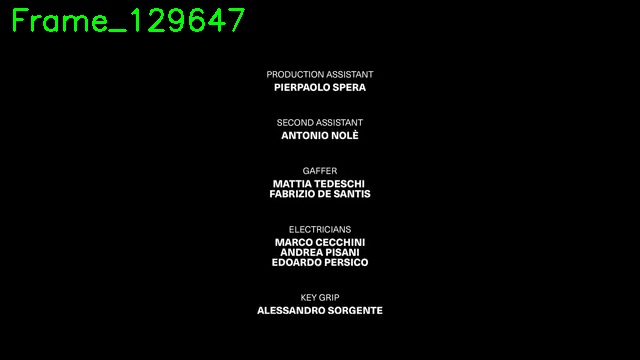 Frame_129647
PRODUCTION ASSISTANT
PIERPAOLO SPERA
SECOND ASSISTANT
ANTONIO NOLÈ
GAFFER
MATTIA TEDESCHI
FABRIZIO DE SANTIS
ELECTRICIANS
MARCO CECCHINI
ANDREA PISANI
EDOARDO PERSICO
KEY GRIP
ALESSANDRO SORGENTE